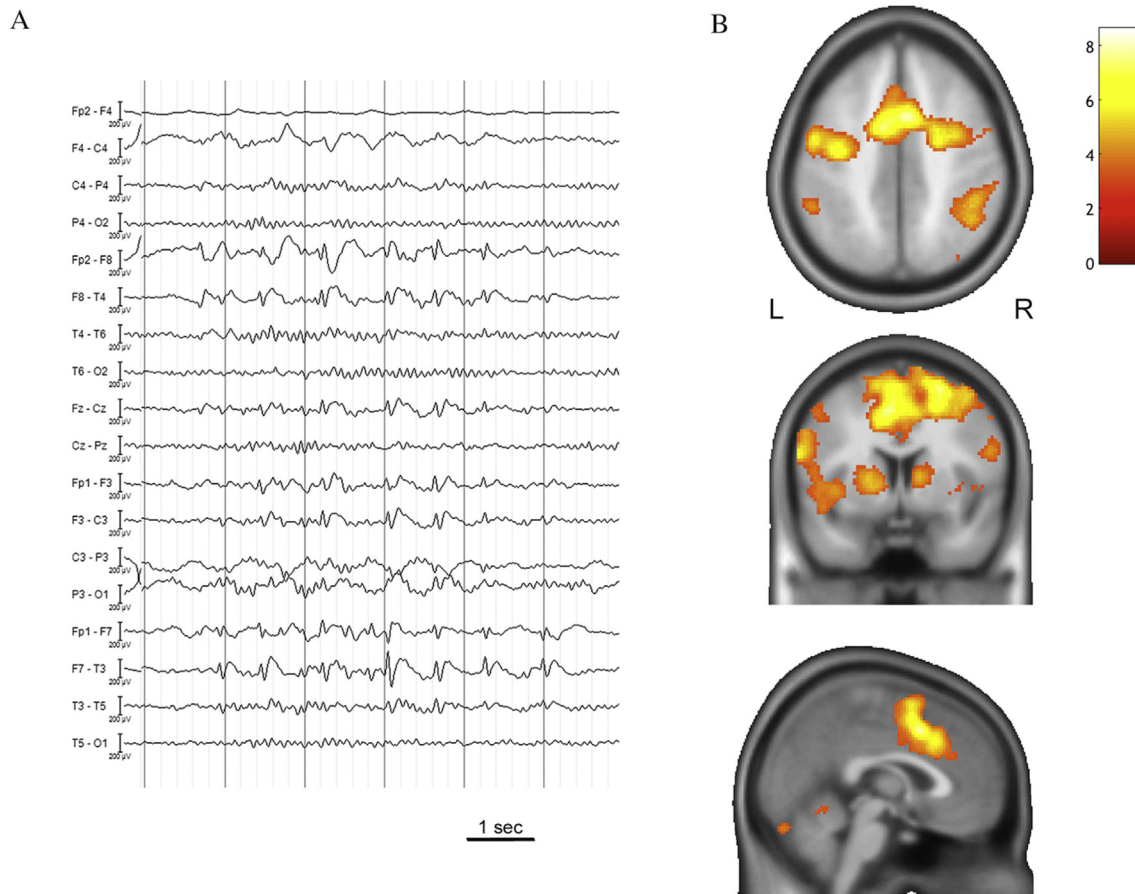 A
Fp2 - F4
200 µV
F4 - C4
200 µV
C4 - P4
200 µV
P4 - O2
200 µV
Fp2 - F8
200 µV
F8 - T4
200 µV
T4 - T6
200 µV
T6 - O2
200 µV
Fz - Cz
200 µV
Cz - Pz
200 µV
Fp1 - F3
200 µV
F3 - C3
200 µV
C3 - P3
200 µV
P3 - O1
200 µV
Fp1 - F7
200 µV
F7 - T3
200 µV
T3 - T5
200 µV
T5 - O1
200 µV
1 sec
B
8
6
4
2
0
L R